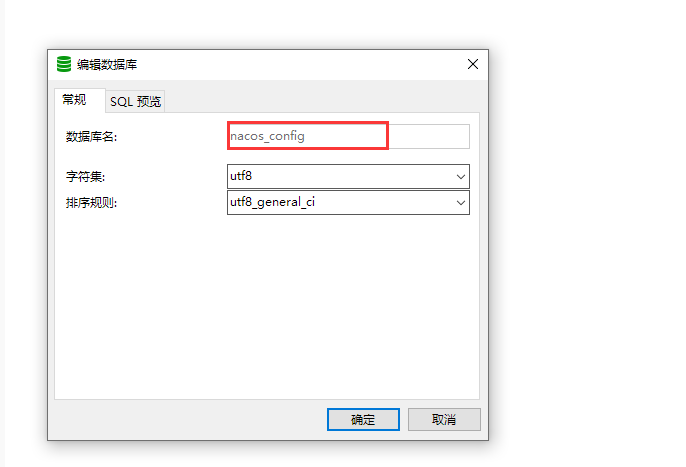 编辑数据库
常规
SQL 预览
数据库名:
nacos_config
字符集:
utf8
排序规则:
utf8_general_ci
确定
取消